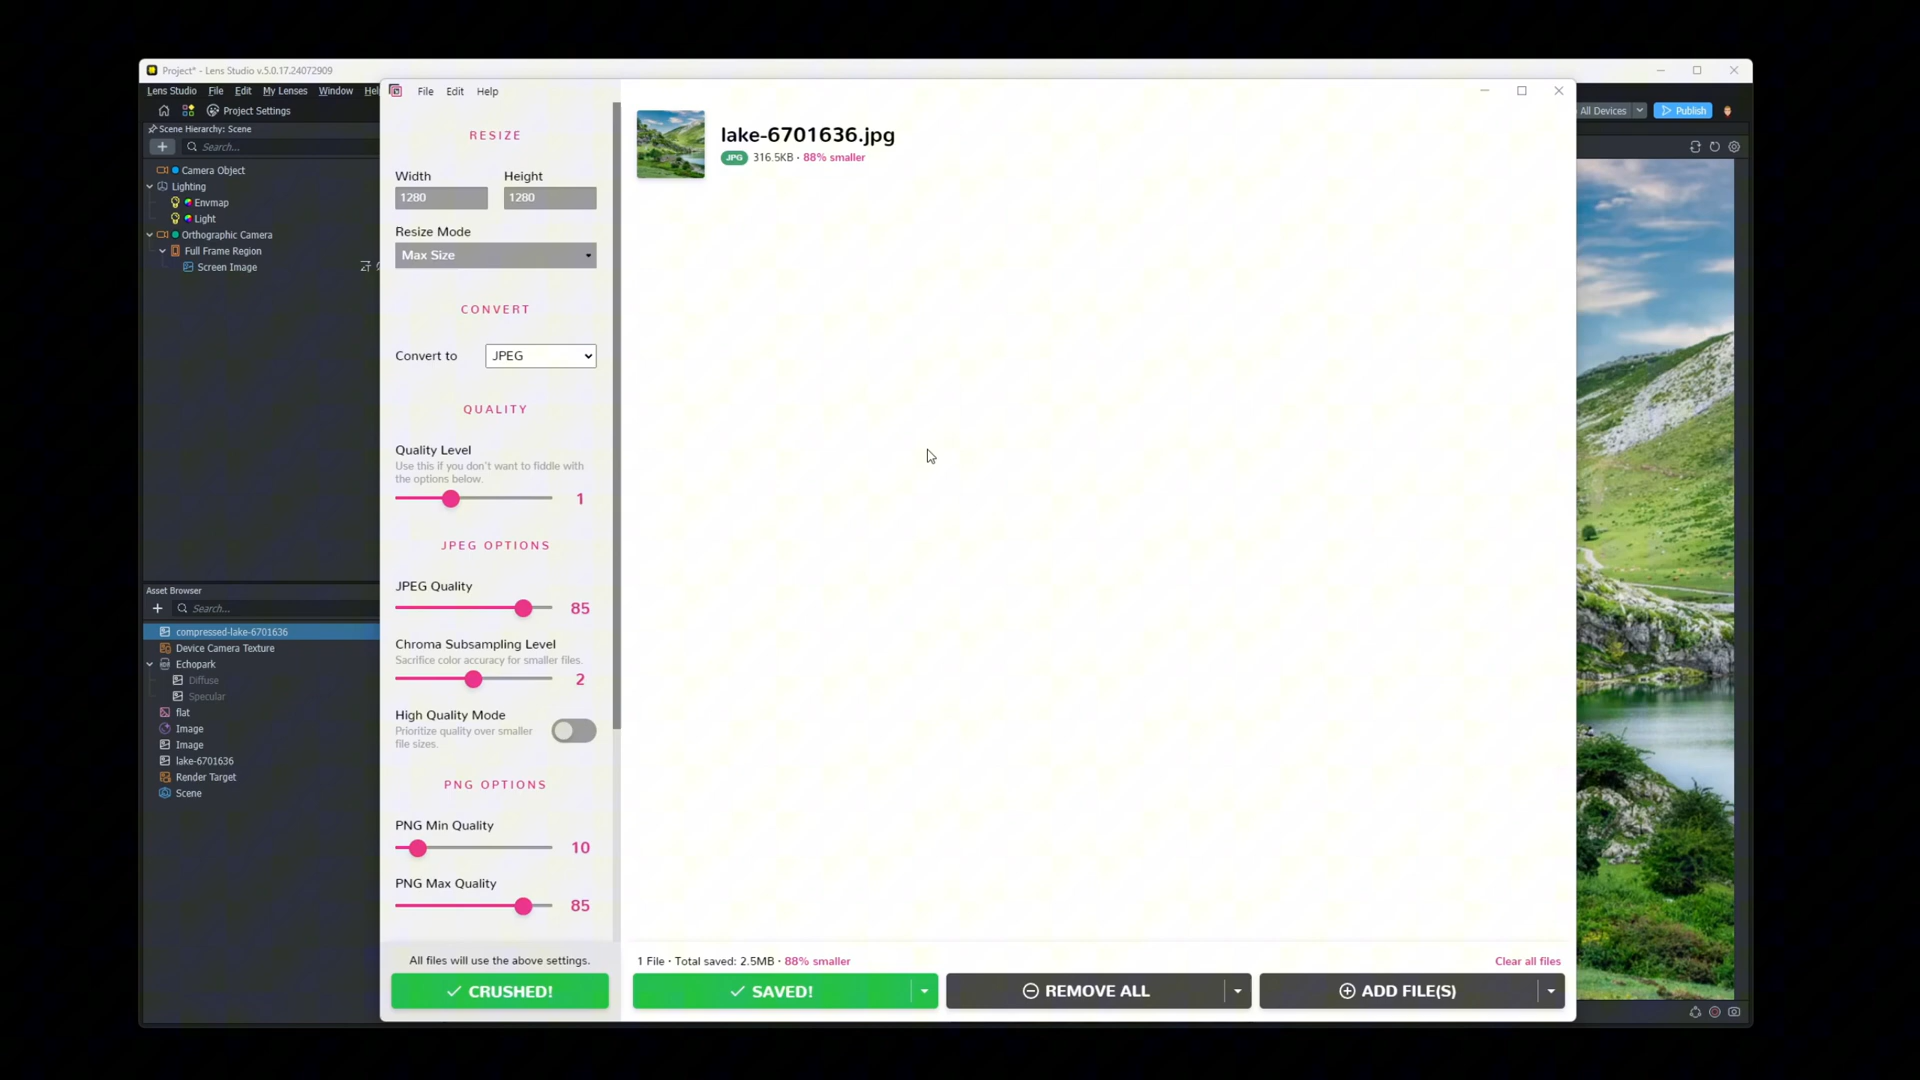 Project* - Lens Studio v.5.0.17.24072909
Lens Studio File Edit My Lenses Window
Project Settings
Scene Hierarchy: Scene
Search...
Camera Object
Lighting
Envmap
Light
Orthographic Camera
Full Frame Region
Screen Image
Asset Browser
Search...
compressed-lake-6701636
Device Camera Texture
Echopark
Diffuse
Specular
flat
Image
Image
lake-6701636
Render Target
Scene
File Edit Help
RESIZE
Width Height
1280 1280
Resize Mode
Max Size
CONVERT
Convert to JPEG
QUALITY
Quality Level
Use this if you don't want to fiddle with
the options below.
1
JPEG OPTIONS
JPEG Quality
85
Chroma Subsampling Level
Sacrifice color accuracy for smaller files.
2
High Quality Mode
Prioritize quality over smaller
file sizes.
PNG OPTIONS
PNG Min Quality
10
PNG Max Quality
85
All files will use the above settings.
CRUSHED!
lake-6701636.jpg
JPG 316.5KB • 88% smaller
1 File • Total saved: 2.5MB • 88% smaller
Clear all files
SAVED! REMOVE ALL ADD FILE(S)
All Devices Publish